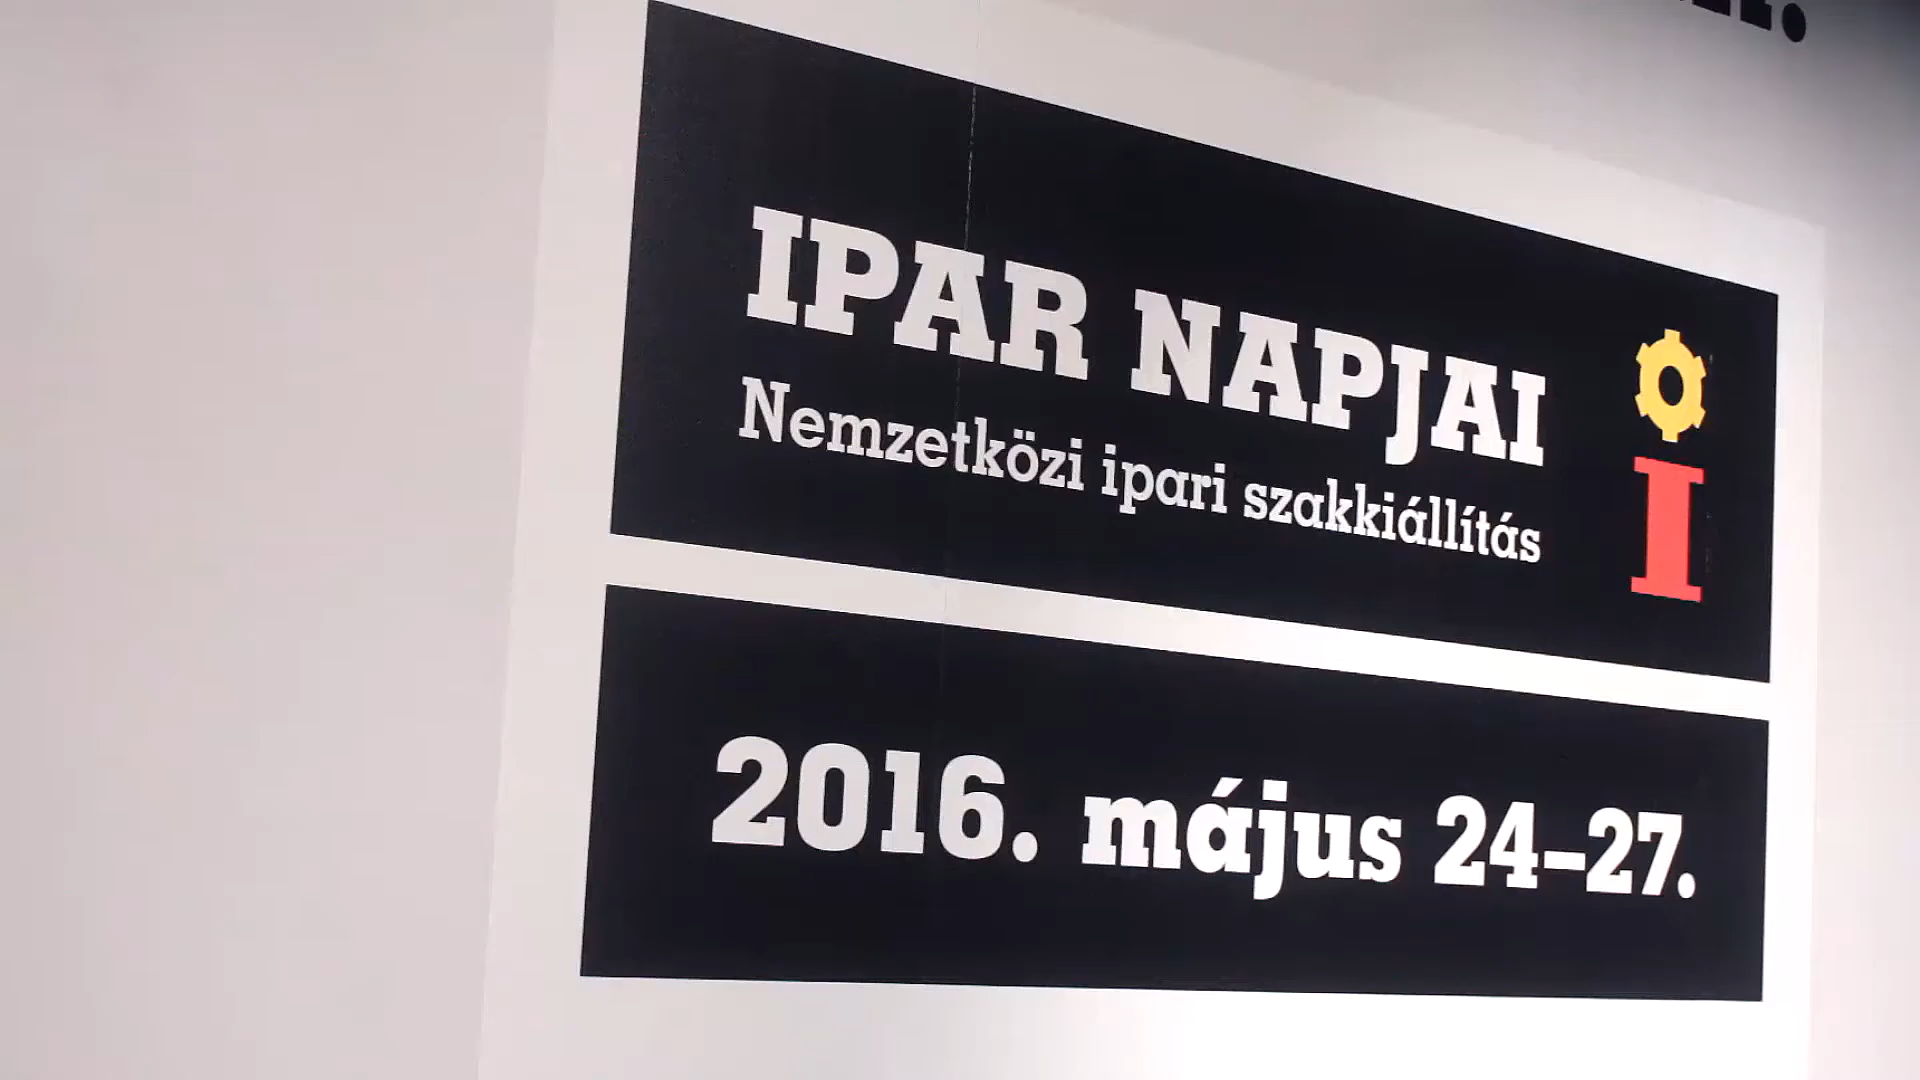 IPAR NAPJAI
Nemzetközi ipari szakkiállítás
I
2016. május 24–27.